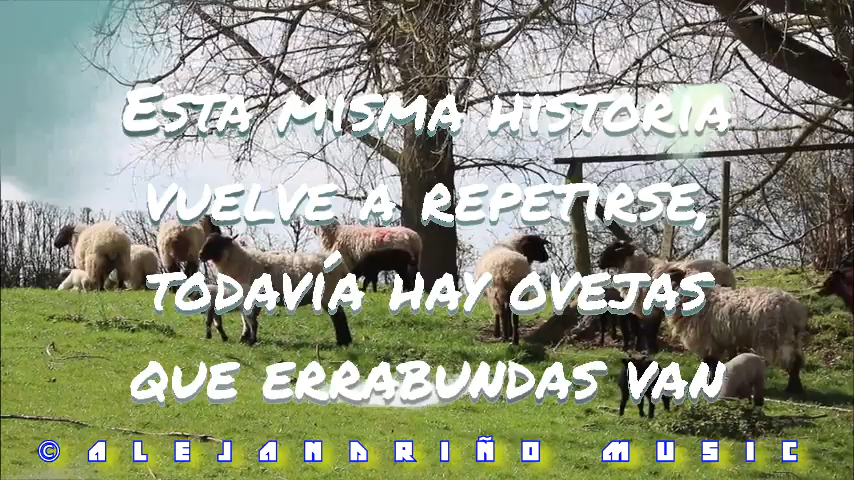 Esta misma historia
vuelve a repetirse,
todavía hay ovejas
que errabundas van
© ALEJANDRIÑO MUSIC